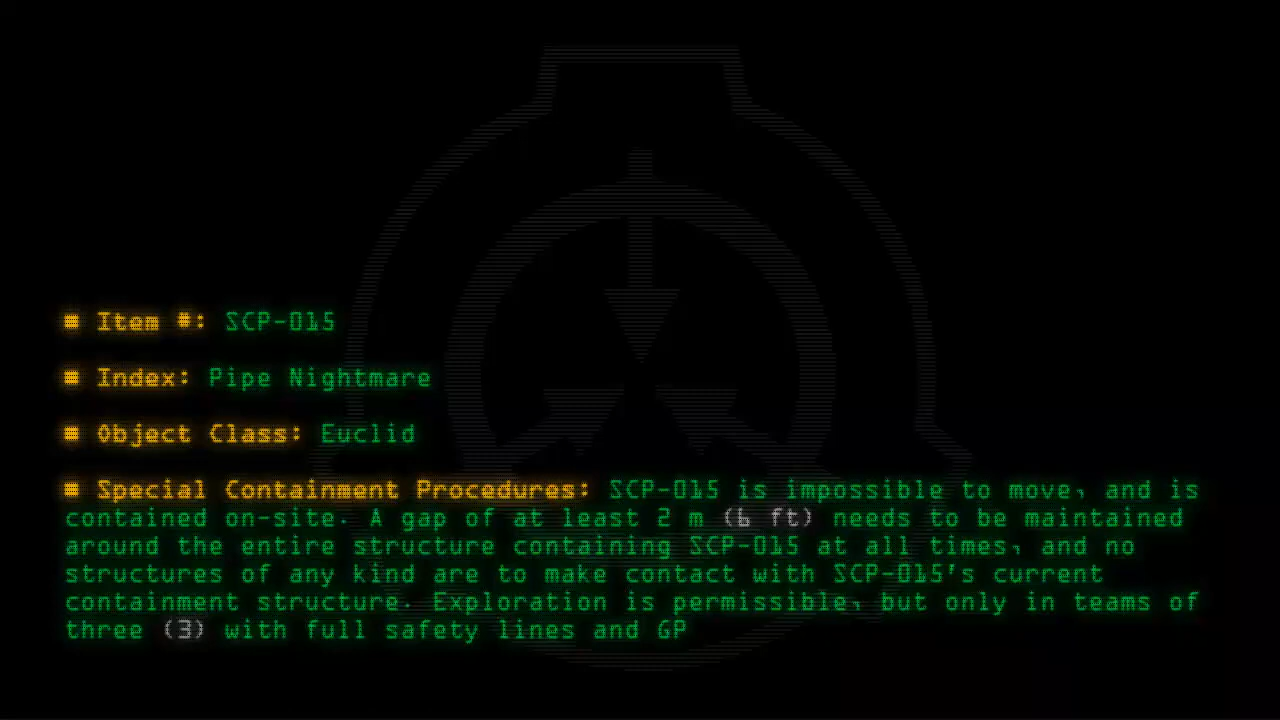 ■ Item #: SCP-015
■ Index: Pipe Nightmare
■ Object Class: Euclid
■ Special Containment Procedures: SCP-015 is impossible to move, and is
contained on-site. A gap of at least 2 m (6 ft) needs to be maintained
around the entire structure containing SCP-015 at all times, and no
structures of any kind are to make contact with SCP-015's current
containment structure. Exploration is permissible, but only in teams of
three (3) with full safety lines and GP